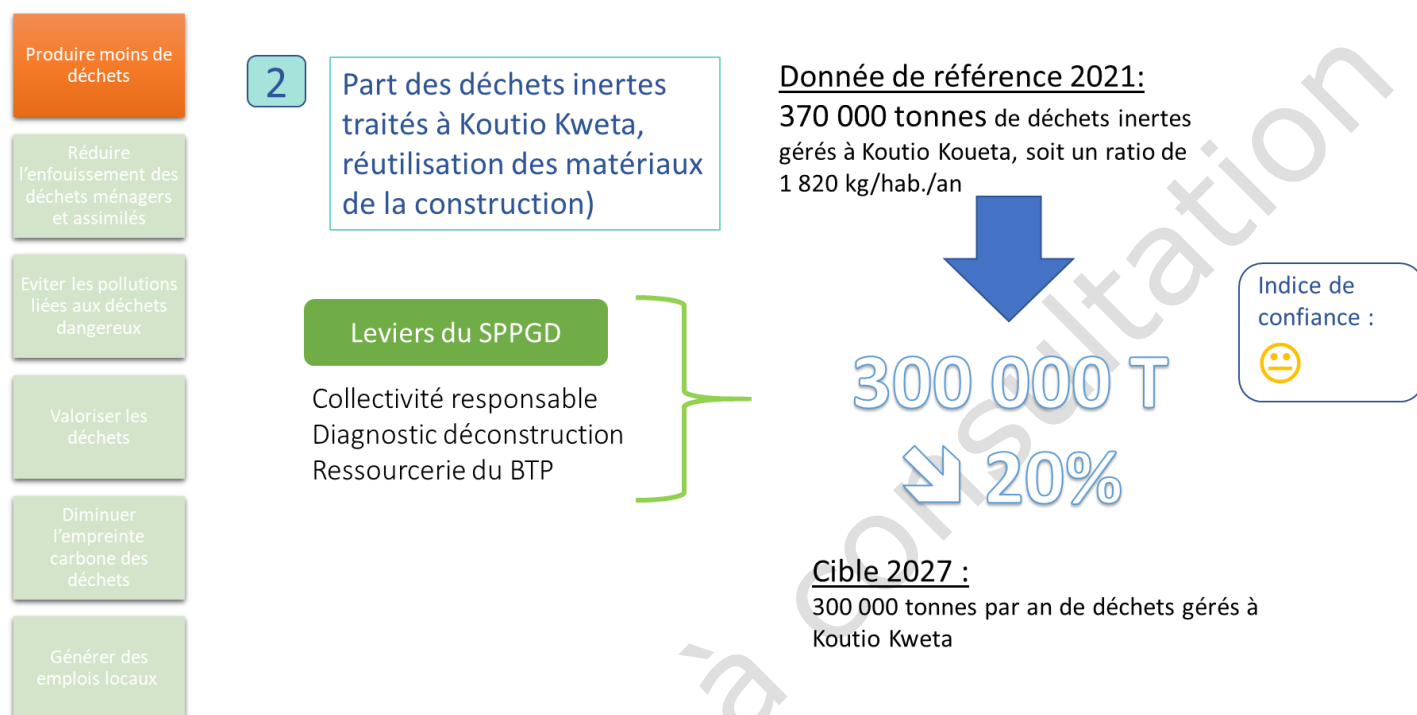 Produire moins de
déchets
Réduire
l'enfouissement des
déchets ménagers
et assimilés
Eviter les pollutions
liées aux déchets
dangereux
Valoriser les
déchets
Diminuer
l'empreinte
carbone des
déchets
Générer des
emplois locaux
2
Part des déchets inertes
traités à Koutio Kweta,
réutilisation des matériaux
de la construction)
Leviers du SPPGD
Collectivité responsable
Diagnostic déconstruction
Ressourcerie du BTP
Donnée de référence 2021:
370 000 tonnes de déchets inertes
gérés à Koutio Koueta, soit un ratio de
1 820 kg/hab./an
300 000 T
20%
Indice de
confiance :
Cible 2027 :
300 000 tonnes par an de déchets gérés à
Koutio Kweta
à consultation